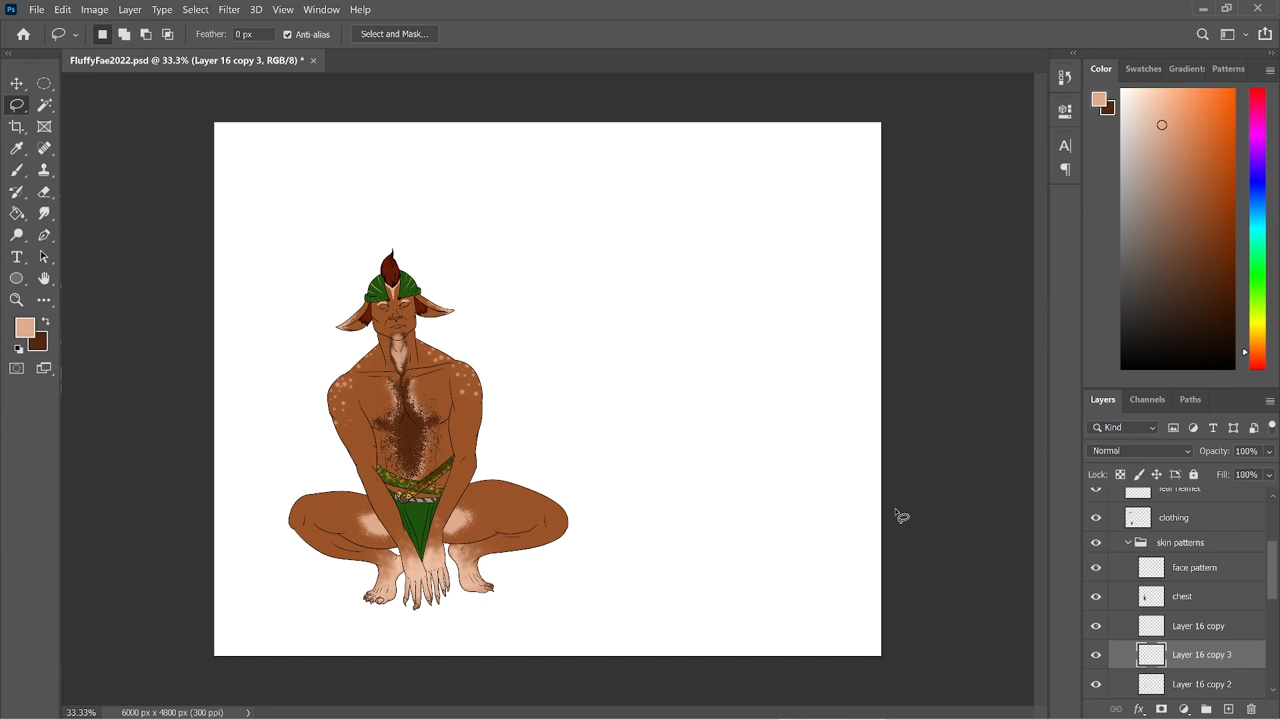 Ps File Edit Image Layer Type Select Filter 3D View Window Help
Feather: 0 px Anti-alias Select and Mask...
FluffyFae2022.psd @ 33.3% (Layer 16 copy 3, RGB/8) *
Color Swatches Gradients Patterns
Layers Channels Paths
Kind
Normal Opacity: 100%
Lock: Fill: 100%
clothing
skin patterns
face pattern
chest
Layer 16 copy
Layer 16 copy 3
Layer 16 copy 2
33.33% 6000 px x 4800 px (300 ppi)